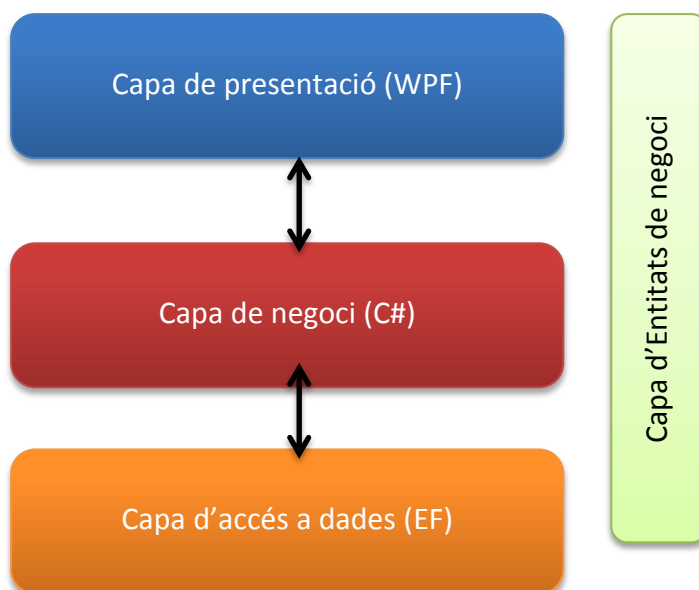 Capa de presentació (WPF)
Capa de negoci (C#)
Capa d’accés a dades (EF)
Capa d’Entitats de negoci